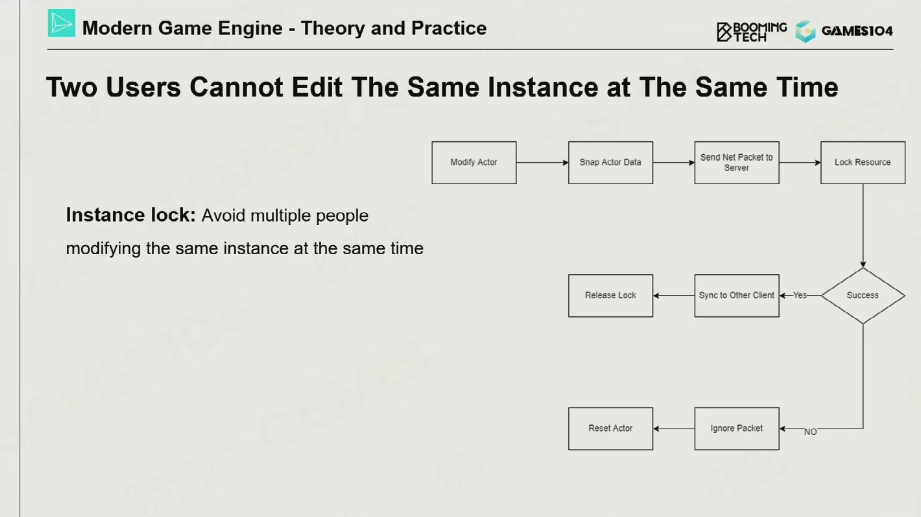 Modern Game Engine - Theory and Practice
BOOMING
TECH
GAMES104
Two Users Cannot Edit The Same Instance at The Same Time
Instance lock: Avoid multiple people
modifying the same instance at the same time
Modify Actor
Snap Actor Data
Send Net Packet to
Server
Lock Resource
Release Lock
Sync to Other Client
Yes
Success
Reset Actor
Ignore Packet
NO